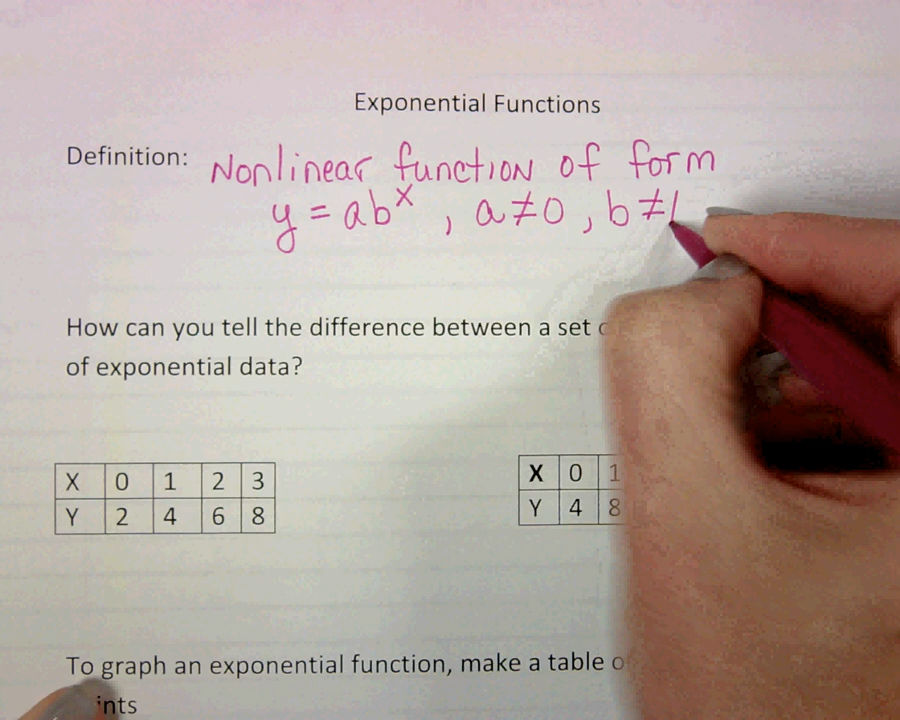 Exponential Functions
Definition: Nonlinear function of form
y = ab^x , a≠0 , b≠1
How can you tell the difference between a set
of exponential data?
X 0 1 2 3 X 0 1
Y 2 4 6 8 Y 4 8
To graph an exponential function, make a table